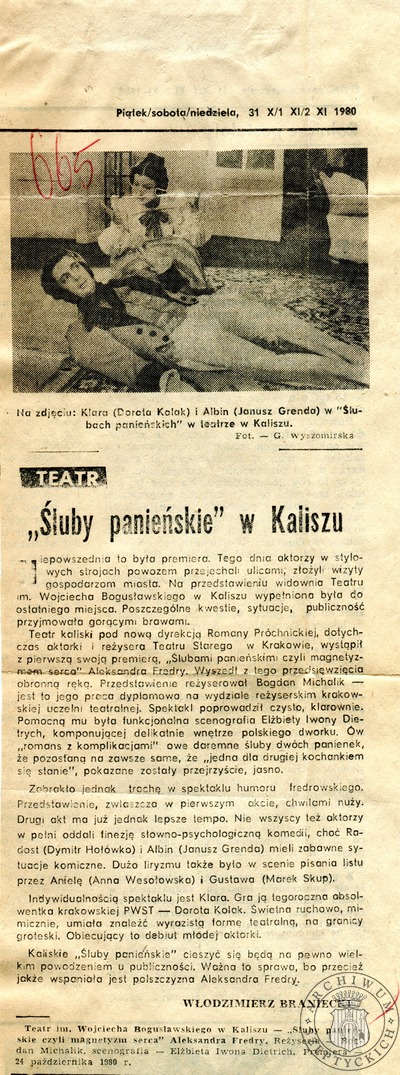 Piątek/sobota/niedziela, 31 X/1 XI/2 XI 1980
665
Na zdjęciu: Klara (Dorota Kolak) i Albin (Janusz Grenda) w "Ślu-
bach panieńskich" w teatrze w Kaliszu.
Fot. — G. Wyszomirska
TEATR
„Śluby panieńskie” w Kaliszu
Niepowszednia to była premiera. Tego dnia aktorzy w stylo-
wych strojach powozem przejechali ulicami, złożyli wizyty
gospodarzom miasta. Na przedstawieniu widownia Teatru
im. Wojciecha Bogusławskiego w Kaliszu wypełniona była do
ostatniego miejsca. Poszczególne kwestie, sytuacje, publiczność
przyjmowała gorącymi brawami.
Teatr kaliski pod nową dyrekcją Romany Próchnickiej, dotych-
czas aktorki i reżysera Teatru Starego w Krakowie, wystąpił
z pierwszą swoją premierą, „Ślubami panieńskimi czyli magnetyz-
mem serca” Aleksandra Fredry. Wyszedł z tego przedsięwzięcia
obronną ręką. Przedstawienie reżyserował Bogdan Michalik —
jest to jego praca dyplomowa na wydziale reżyserskim krakow-
skiej uczelni teatralnej. Spektakl poprowadził czysto, klarownie.
Pomocną mu była funkcjonalna scenografia Elżbiety Iwony Die-
trych, komponującej delikatnie wnętrze polskiego dworku. Ów
„romans z komplikacjami” owe daremne śluby dwóch panienek,
że pozostaną na zawsze same, że „jedna dla drugiej kochankiem
się stanie”, pokazane zostały przejrzyście, jasno.
Zabrakło jednak trochę w spektaklu humoru fredrowskiego.
Przedstawienie, zwłaszcza w pierwszym akcie, chwilami nuży.
Drugi akt ma już jednak lepsze tempo. Nie wszyscy też aktorzy
w pełni oddali finezję słowno-psychologiczną komedii, choć Ra-
dost (Dymitr Hołówko) i Albin (Janusz Grenda) mieli zabawne sy-
tuacje komiczne. Dużo liryzmu także było w scenie pisania listu
przez Anielę (Anna Wesołowska) i Gustawa (Marek Skup).
Indywidualnością spektaklu jest Klara. Gra ją tegoroczna absol-
wentka krakowskiej PWST — Dorota Kolak. Świetna ruchowo, mi-
micznie, umiała znaleźć wyrazistą formę teatralną, na granicy
groteski. Obiecujący to debiut młodej aktorki.
Kaliskie „Śluby panieńskie” cieszyć się będą na pewno wiel-
kim powodzeniem u publiczności. Ważna to sprawa, bo przecież
jakże wspaniała jest polszczyzna Aleksandra Fredry.
WŁODZIMIERZ BRANIECKI
Teatr im. Wojciecha Bogusławskiego w Kaliszu — „Śluby panień-
skie czyli magnetyzm serca” Aleksandra Fredry. Reżyseria Bog-
dan Michalik, scenografia — Elżbieta Iwona Dietrich. Premiera
24 października 1980 r.
ARCHIWUM